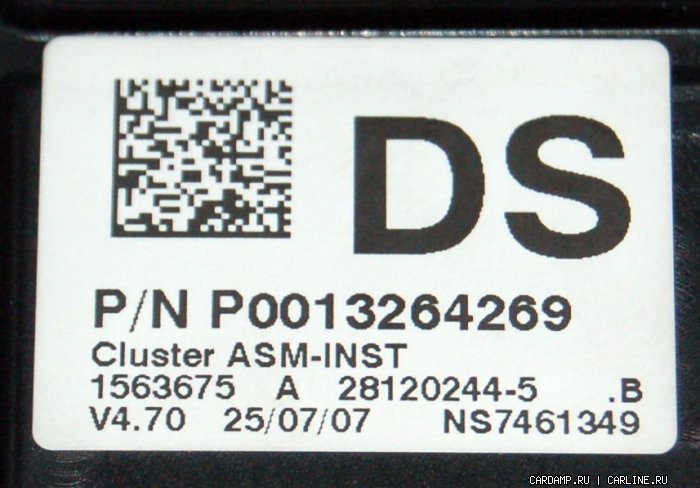 DS
P/N P0013264269
Cluster ASM-INST
1563675 A 28120244-5 .B
V4.70 25/07/07 NS7461349
CARDAMP.RU | CARLINE.RU